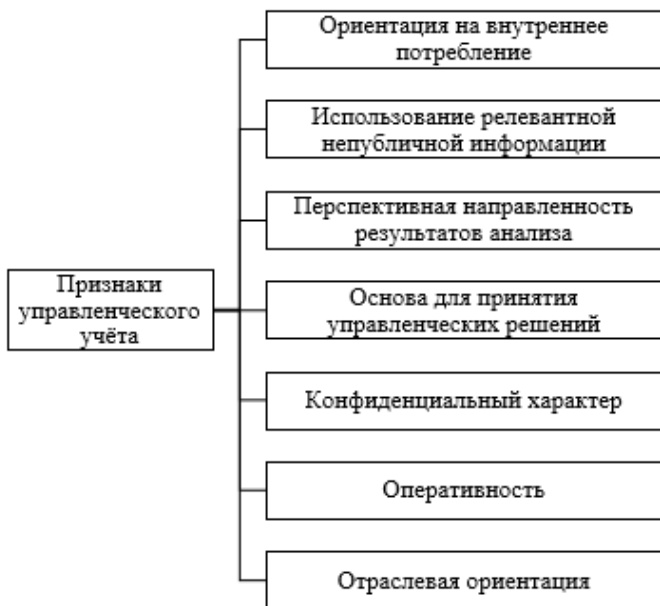 Ориентация на внутреннее
потребление
Использование релевантной
непубличной информации
Перспективная направленность
результатов анализа
Признаки
управленческого
учёта
Основа для принятия
управленческих решений
Конфиденциальный характер
Оперативность
Отраслевая ориентация